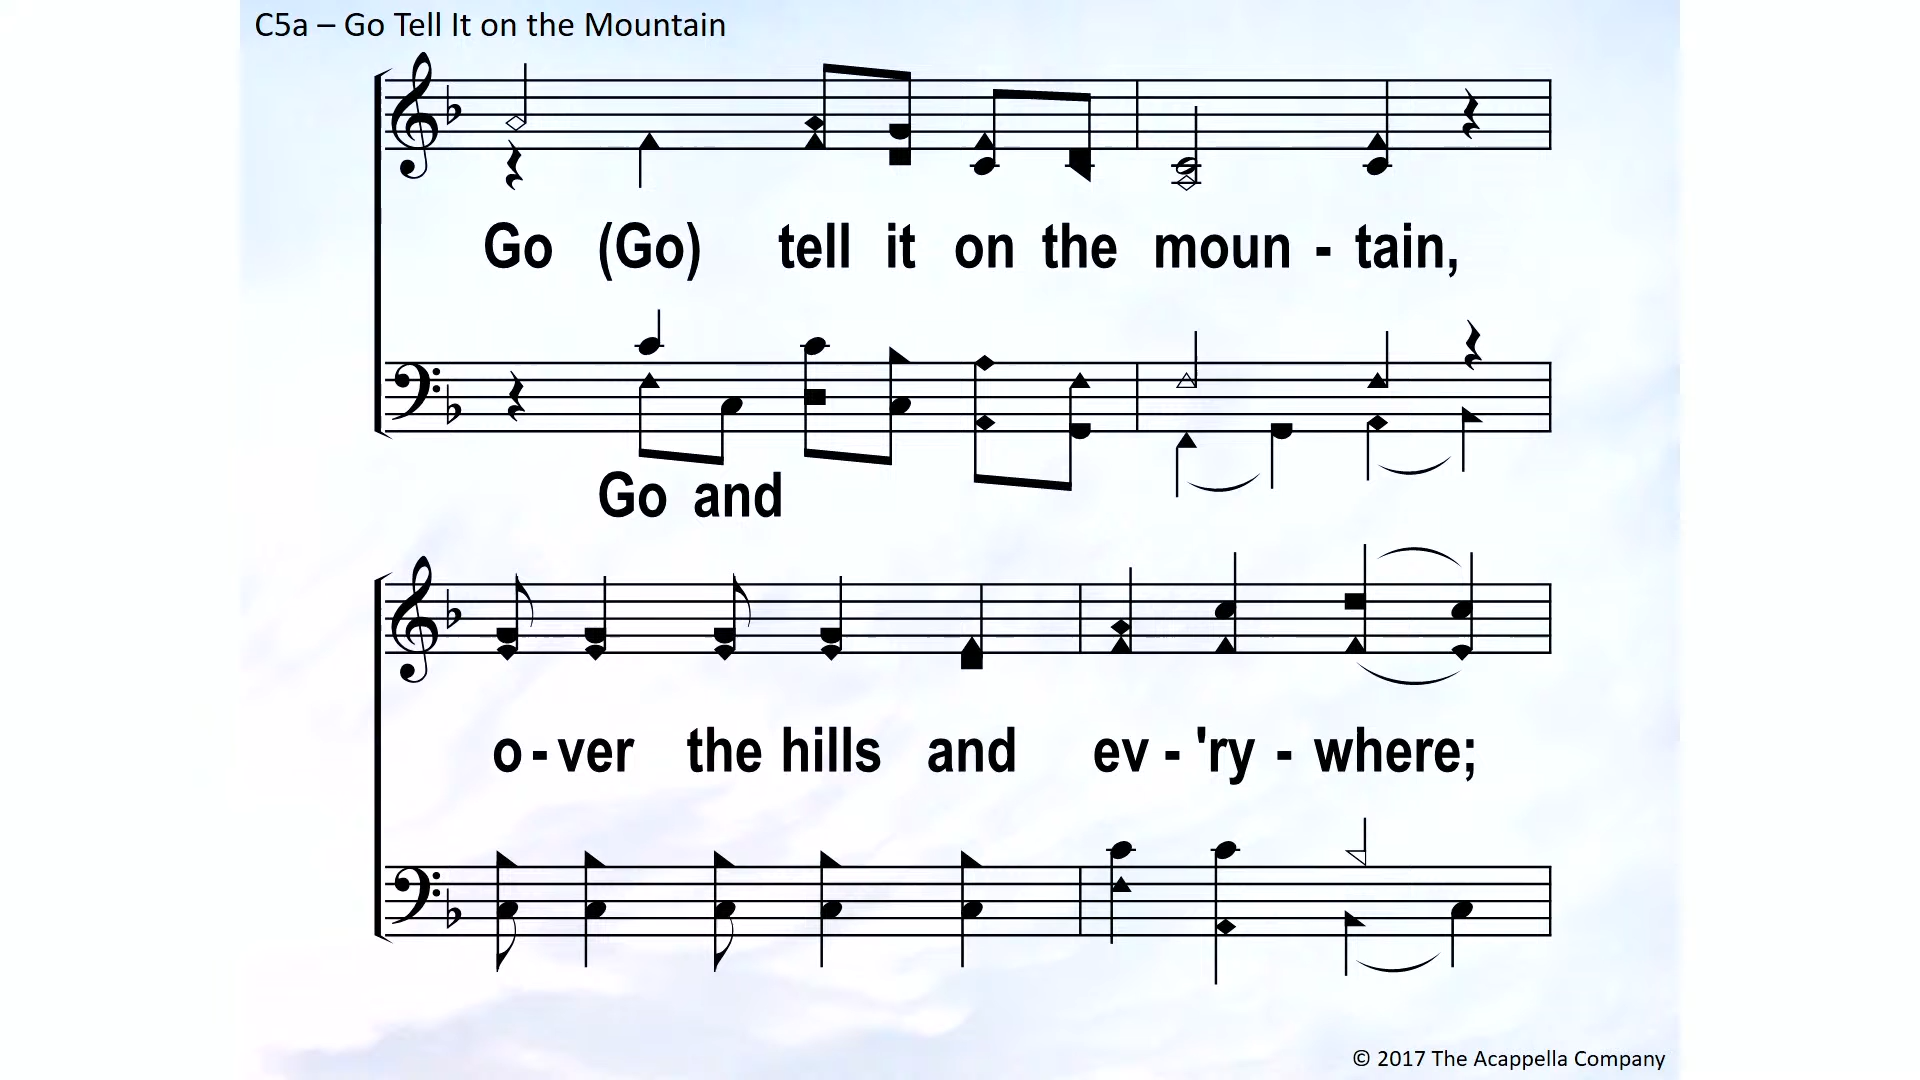 C5a – Go Tell It on the Mountain
Go (Go) tell it on the moun - tain,
Go and
o - ver the hills and ev - 'ry - where;
© 2017 The Acappella Company